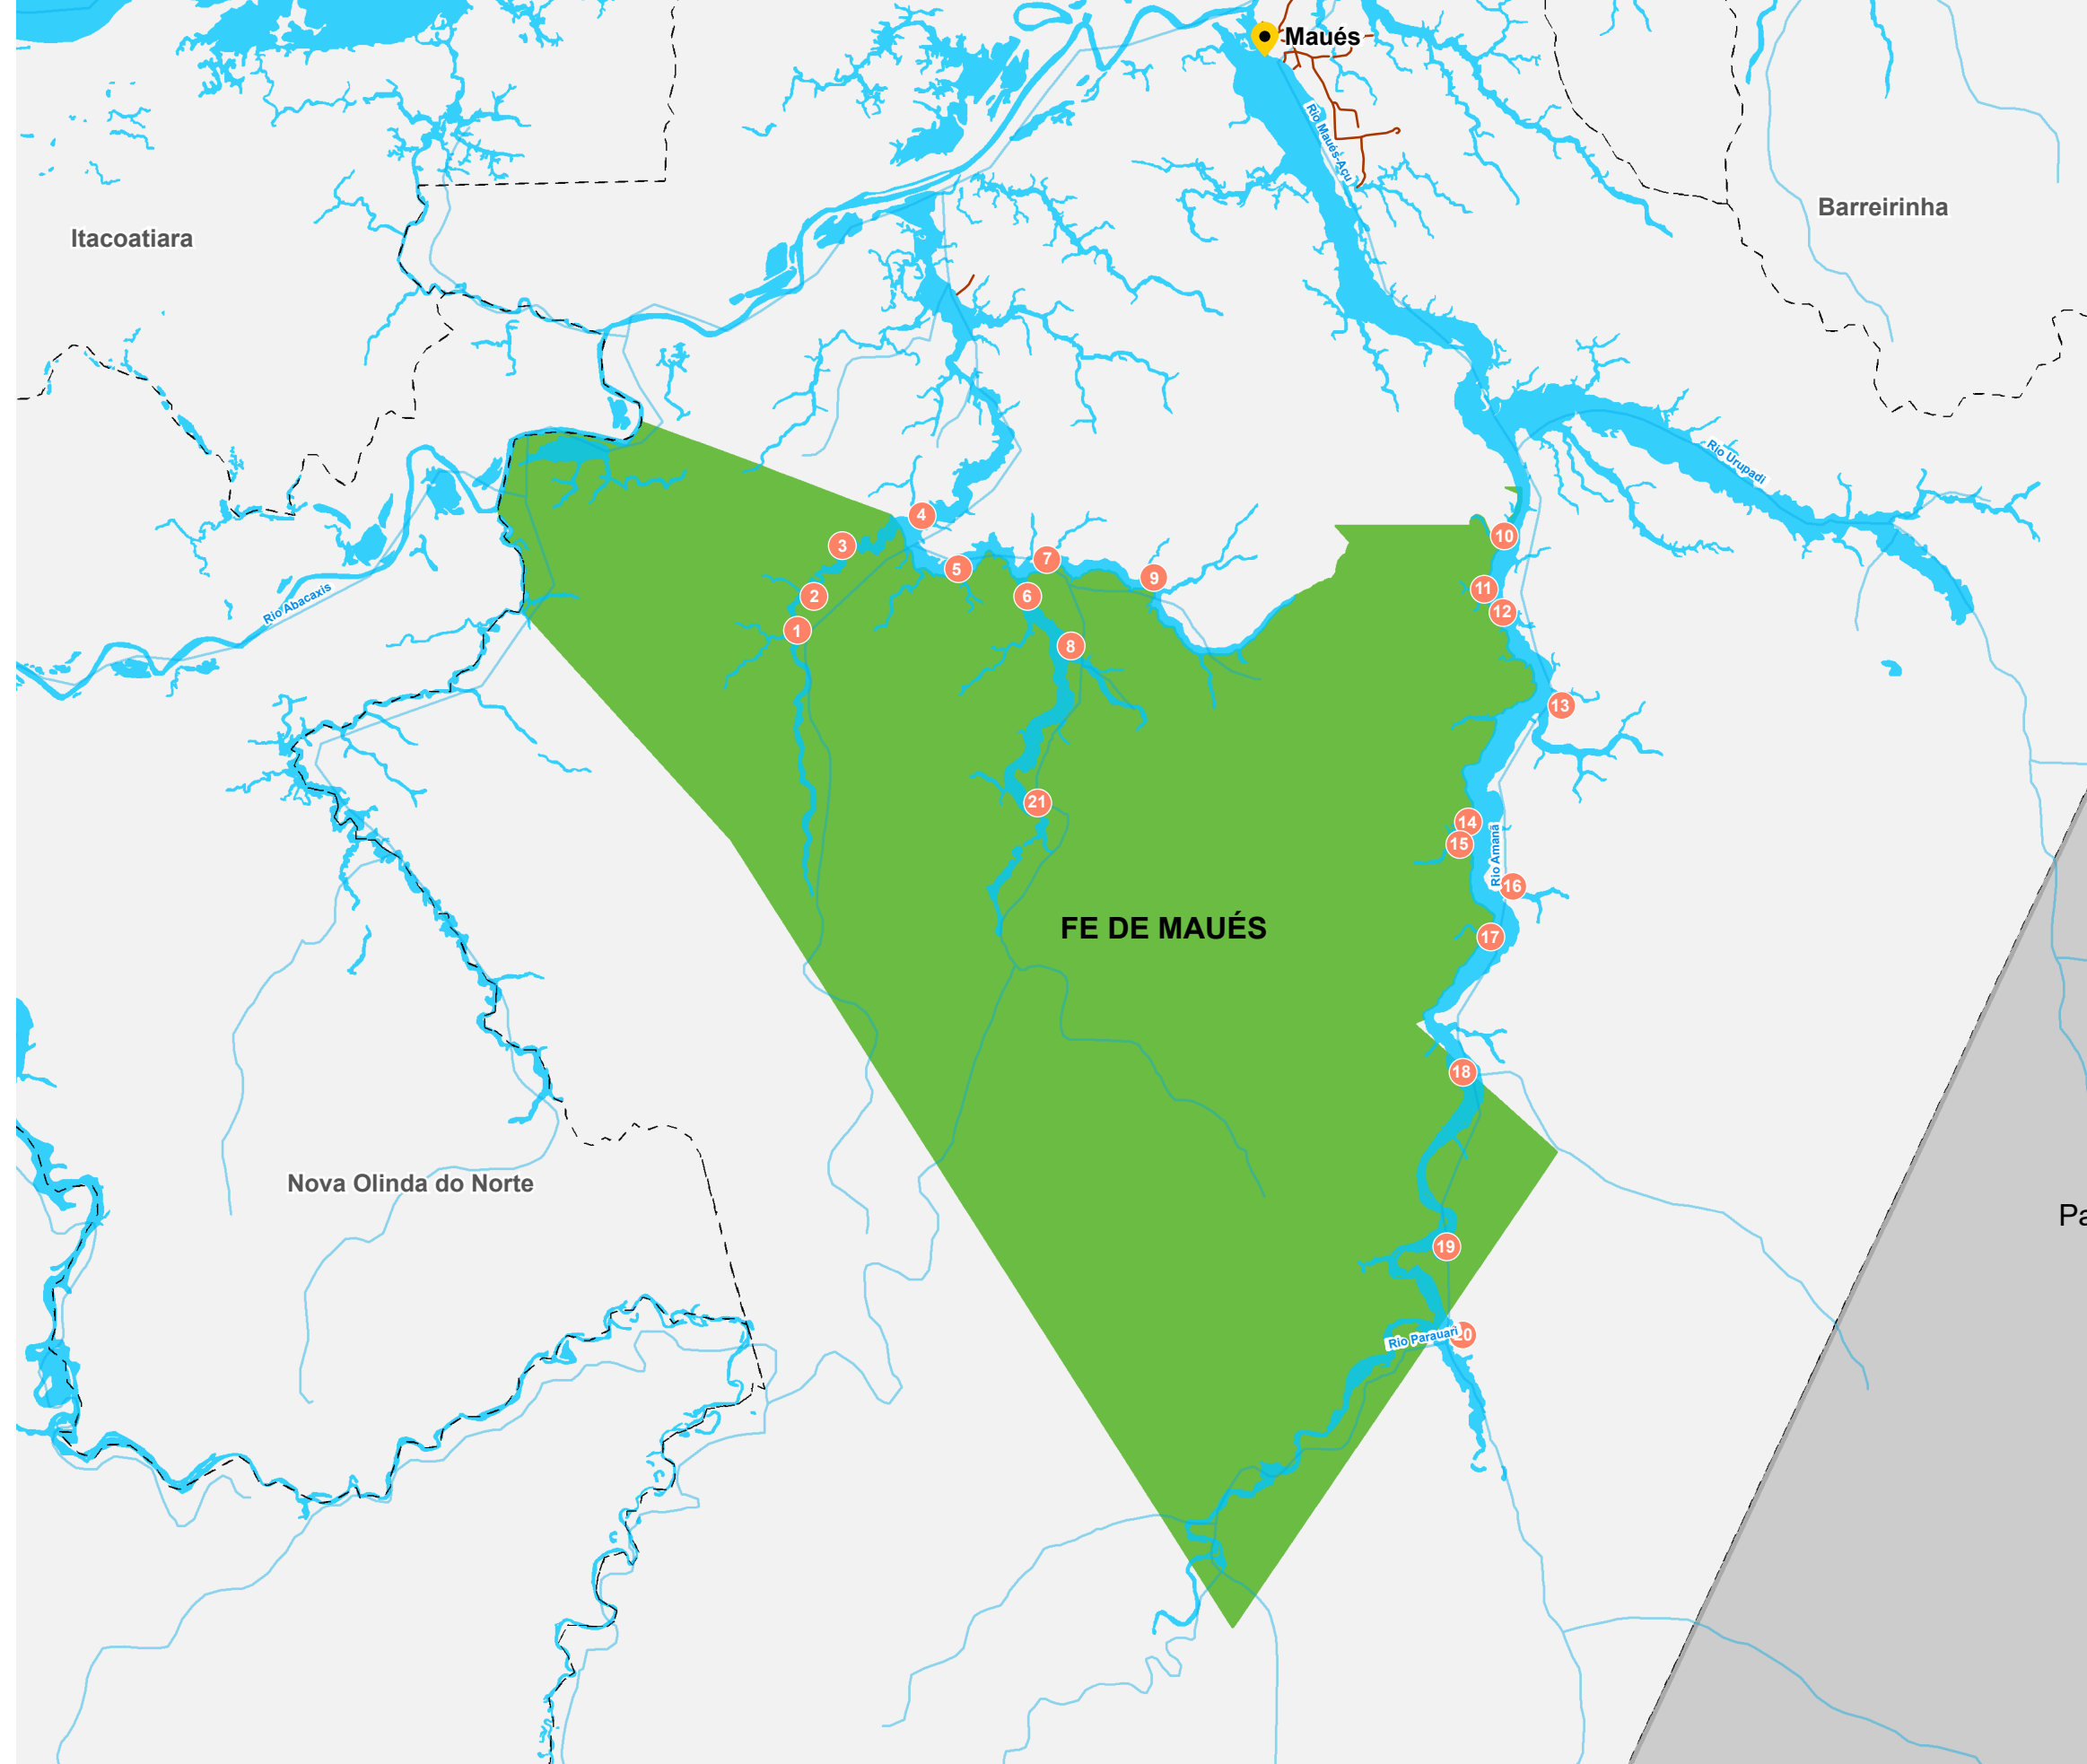 Maués
Rio Maués-Açu
Barreirinha
Itacoatiara
Rio Urupadi
4
10
3
7
5
9
11
2
6
Rio Abacaxis
12
1
8
13
21
14
15
Rio Amanã
16
FE DE MAUÉS
17
18
Nova Olinda do Norte
Pa
19
Rio Parauari
20